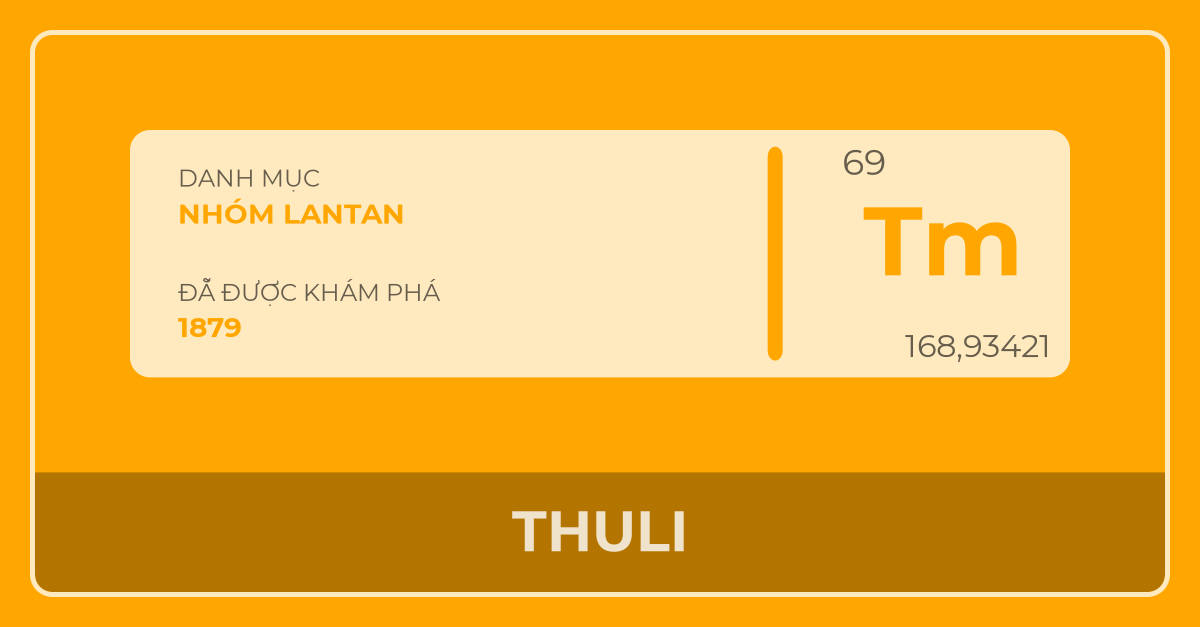 DANH MỤC
NHÓM LANTAN
ĐÃ ĐƯỢC KHÁM PHÁ
1879
69
Tm
168,93421
THULI